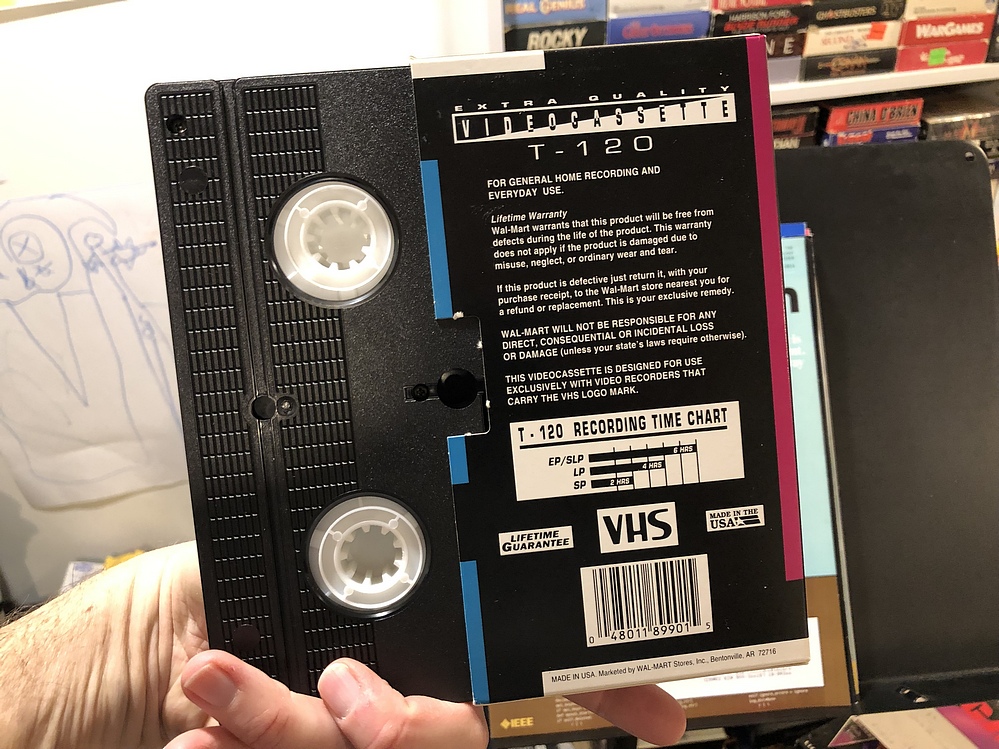 REAL GENIUS
ROCKY
HARRISON FORD
GHOSTBUSTERS
WARGAMES
CHINA O'BRIEN
EXTRA QUALITY
VIDEOCASSETTE
T-120
FOR GENERAL HOME RECORDING AND
EVERYDAY USE.
Lifetime Warranty
Wal-Mart warrants that this product will be free from
defects during the life of the product. This warranty
does not apply if the product is damaged due to
misuse, neglect, or ordinary wear and tear.
If this product is defective just return it, with your
purchase receipt, to the Wal-Mart store nearest you for
a refund or replacement. This is your exclusive remedy.
WAL-MART WILL NOT BE RESPONSIBLE FOR ANY
DIRECT, CONSEQUENTIAL OR INCIDENTAL LOSS
OR DAMAGE (unless your state's laws require otherwise).
THIS VIDEOCASSETTE IS DESIGNED FOR USE
EXCLUSIVELY WITH VIDEO RECORDERS THAT
CARRY THE VHS LOGO MARK.
T-120 RECORDING TIME CHART
EP/SLP 6 HRS
LP 4 HRS
SP 2 HRS
LIFETIME
GUARANTEE
VHS
MADE IN THE
USA
0 48011 89901 5
MADE IN USA. Marketed by WAL-MART Stores, Inc., Bentonville, AR 72716
IEEE